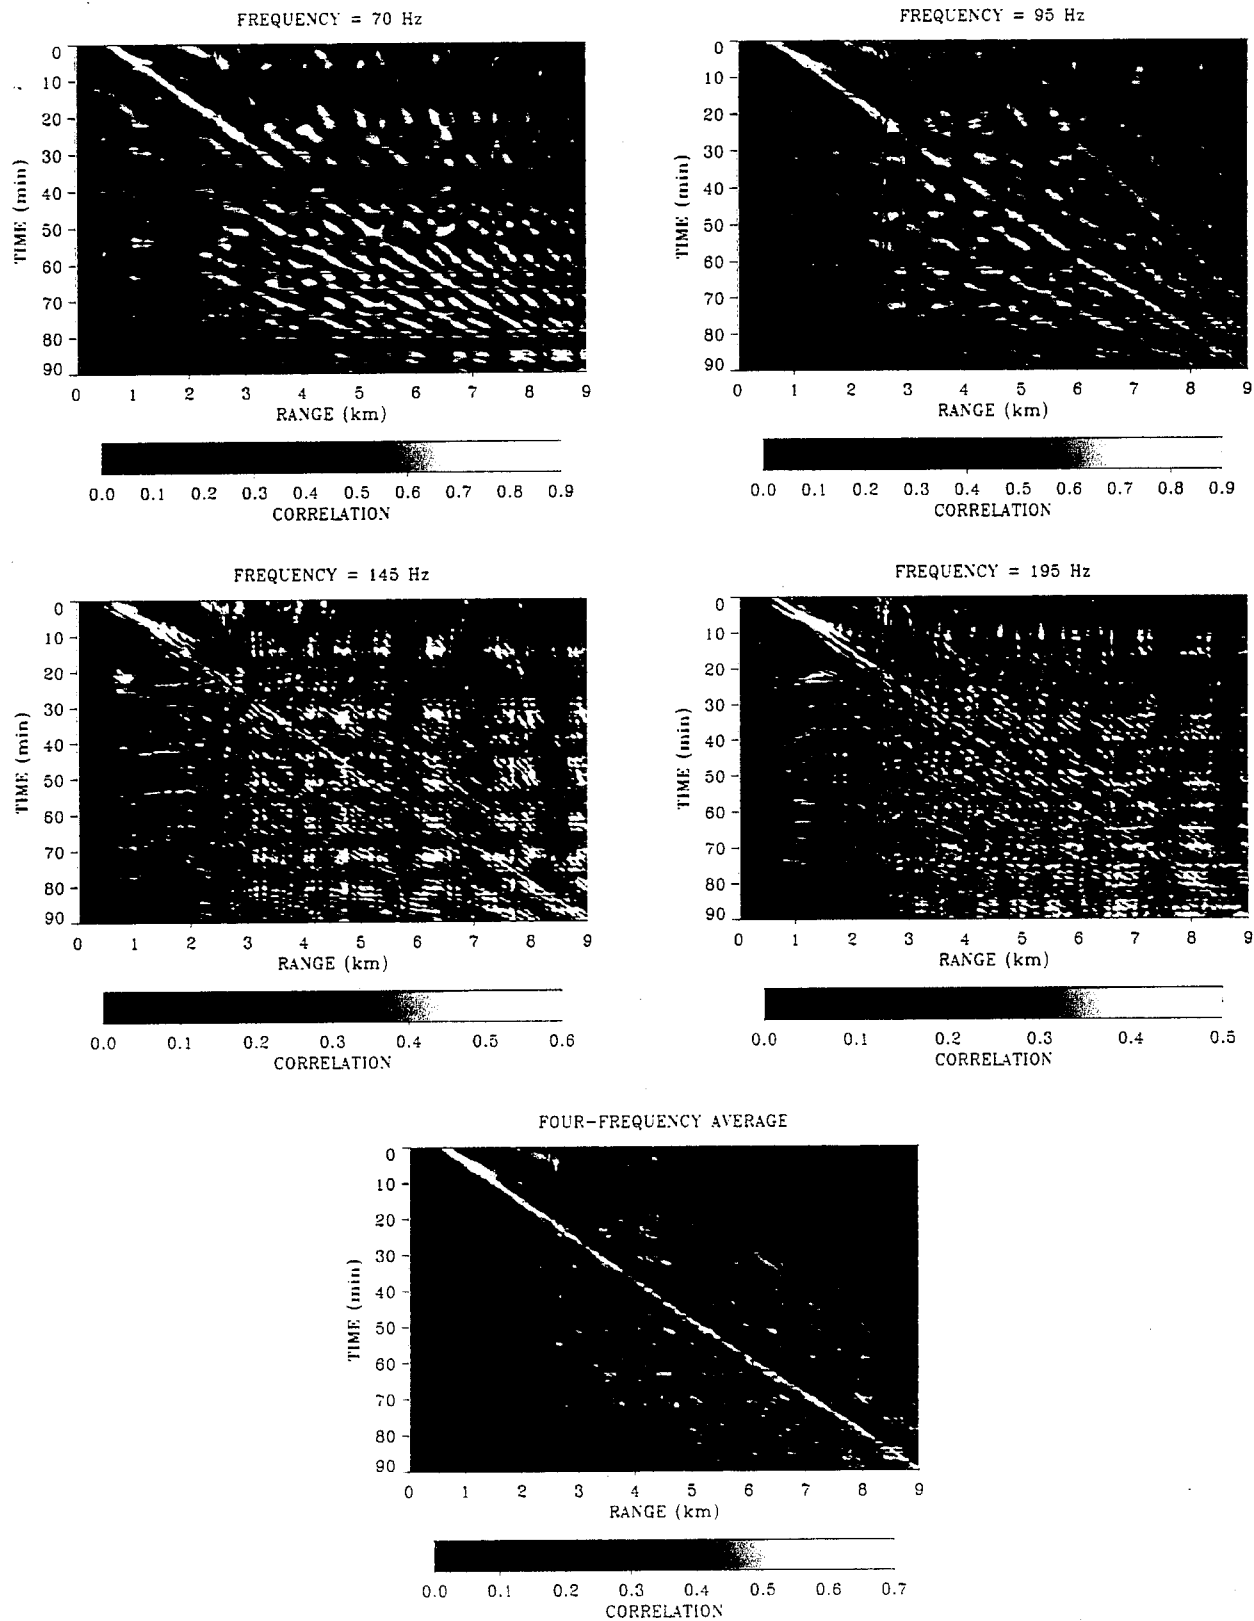 FREQUENCY = 70 Hz
0
10
20
30
40
50
60
70
80
90
TIME (min)
0 1 2 3 4 5 6 7 8 9
RANGE (km)
0.0 0.1 0.2 0.3 0.4 0.5 0.6 0.7 0.8 0.9
CORRELATION
FREQUENCY = 95 Hz
0
10
20
30
40
50
60
70
80
90
TIME (min)
0 1 2 3 4 5 6 7 8 9
RANGE (km)
0.0 0.1 0.2 0.3 0.4 0.5 0.6 0.7 0.8 0.9
CORRELATION
FREQUENCY = 145 Hz
0
10
20
30
40
50
60
70
80
90
TIME (min)
0 1 2 3 4 5 6 7 8 9
RANGE (km)
0.0 0.1 0.2 0.3 0.4 0.5 0.6
CORRELATION
FREQUENCY = 195 Hz
0
10
20
30
40
50
60
70
80
90
TIME (min)
0 1 2 3 4 5 6 7 8 9
RANGE (km)
0.0 0.1 0.2 0.3 0.4 0.5
CORRELATION
FOUR-FREQUENCY AVERAGE
0
10
20
30
40
50
60
70
80
90
TIME (min)
0 1 2 3 4 5 6 7 8 9
RANGE (km)
0.0 0.1 0.2 0.3 0.4 0.5 0.6 0.7
CORRELATION